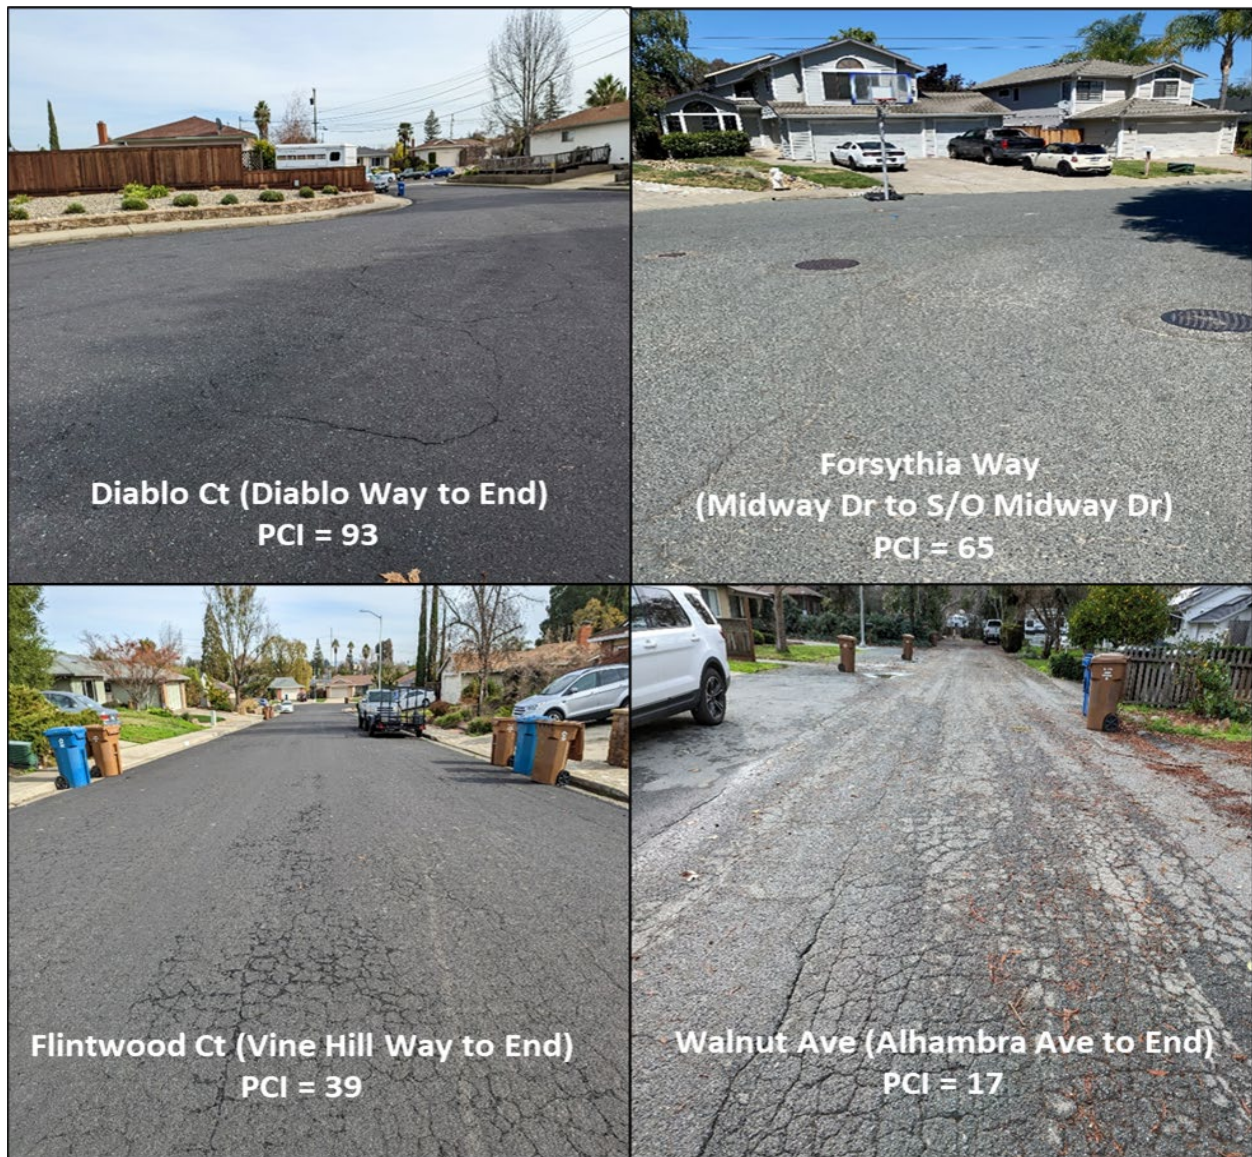 Diablo Ct (Diablo Way to End)
PCI = 93
Forsythia Way
(Midway Dr to S/O Midway Dr)
PCI = 65
Flintwood Ct (Vine Hill Way to End)
PCI = 39
Walnut Ave (Alhambra Ave to End)
PCI = 17